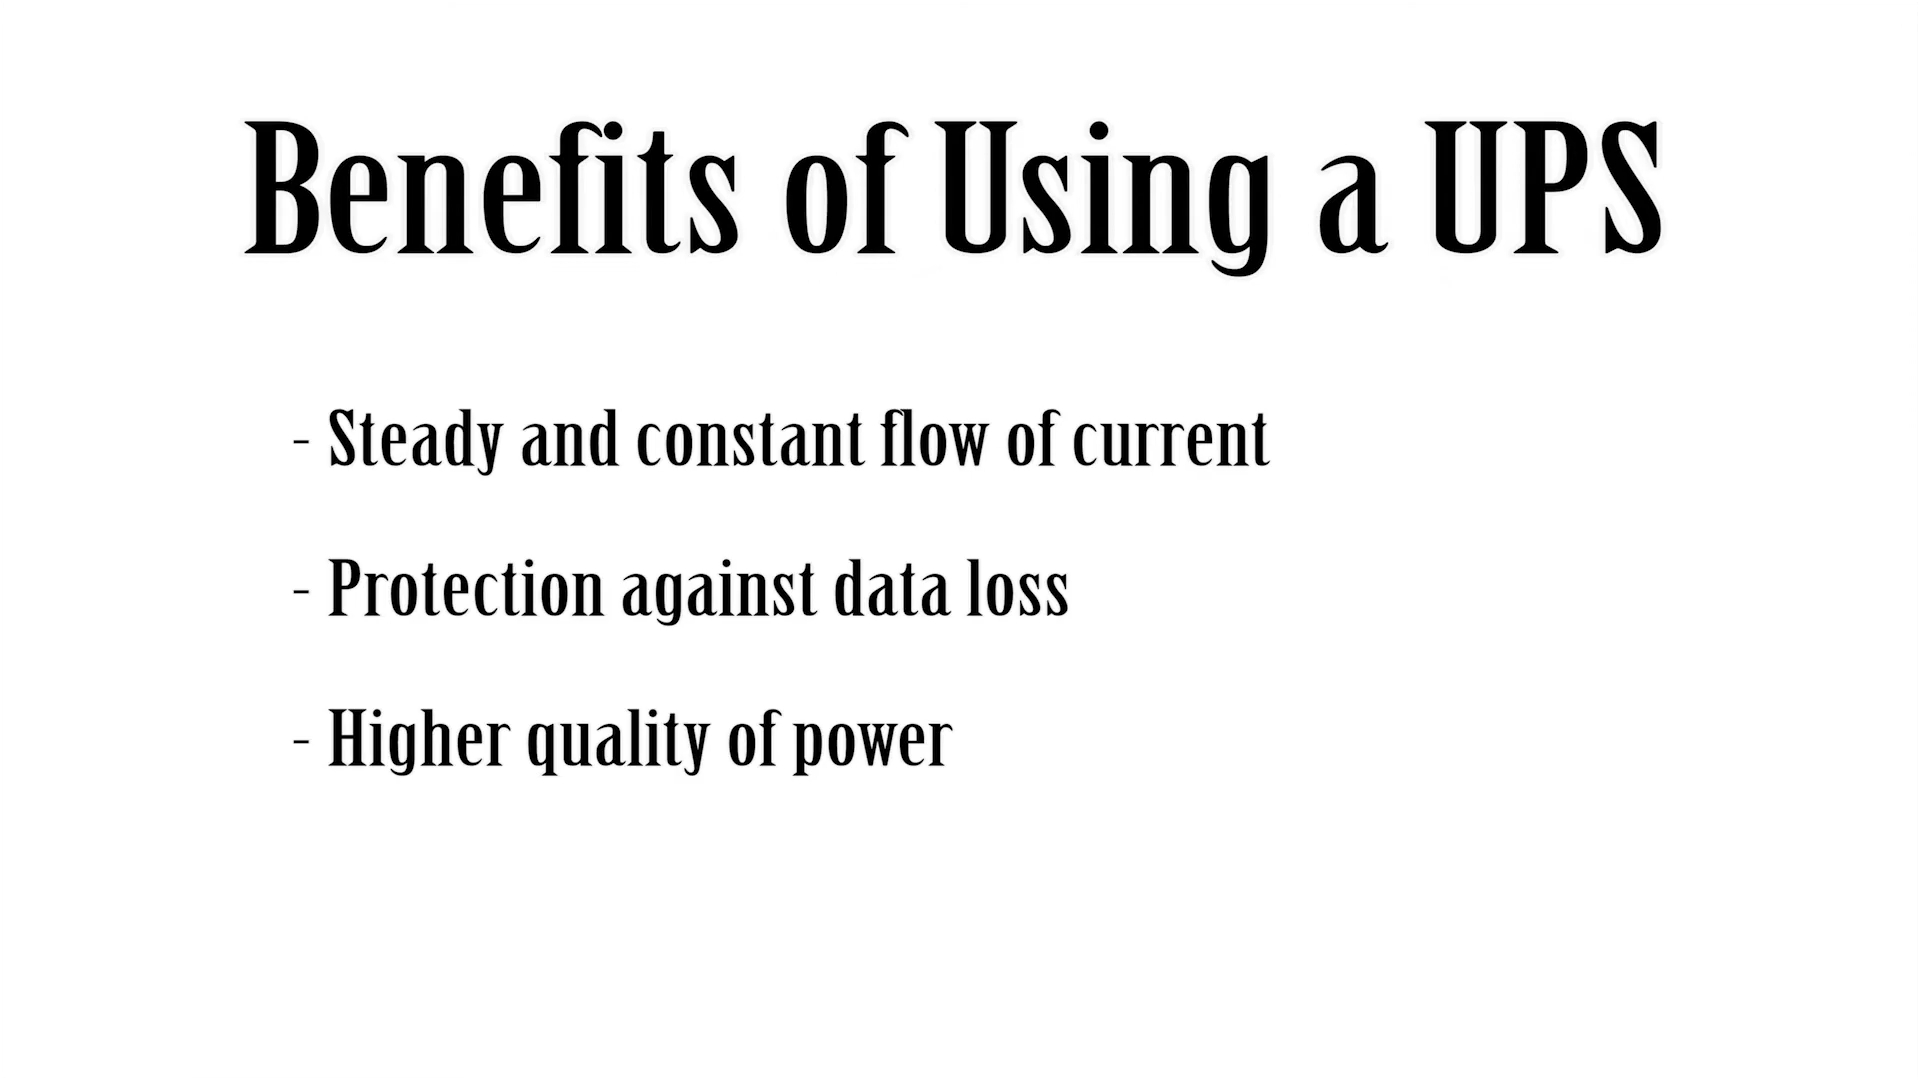 Benefits of Using a UPS
- Steady and constant flow of current
- Protection against data loss
- Higher quality of power